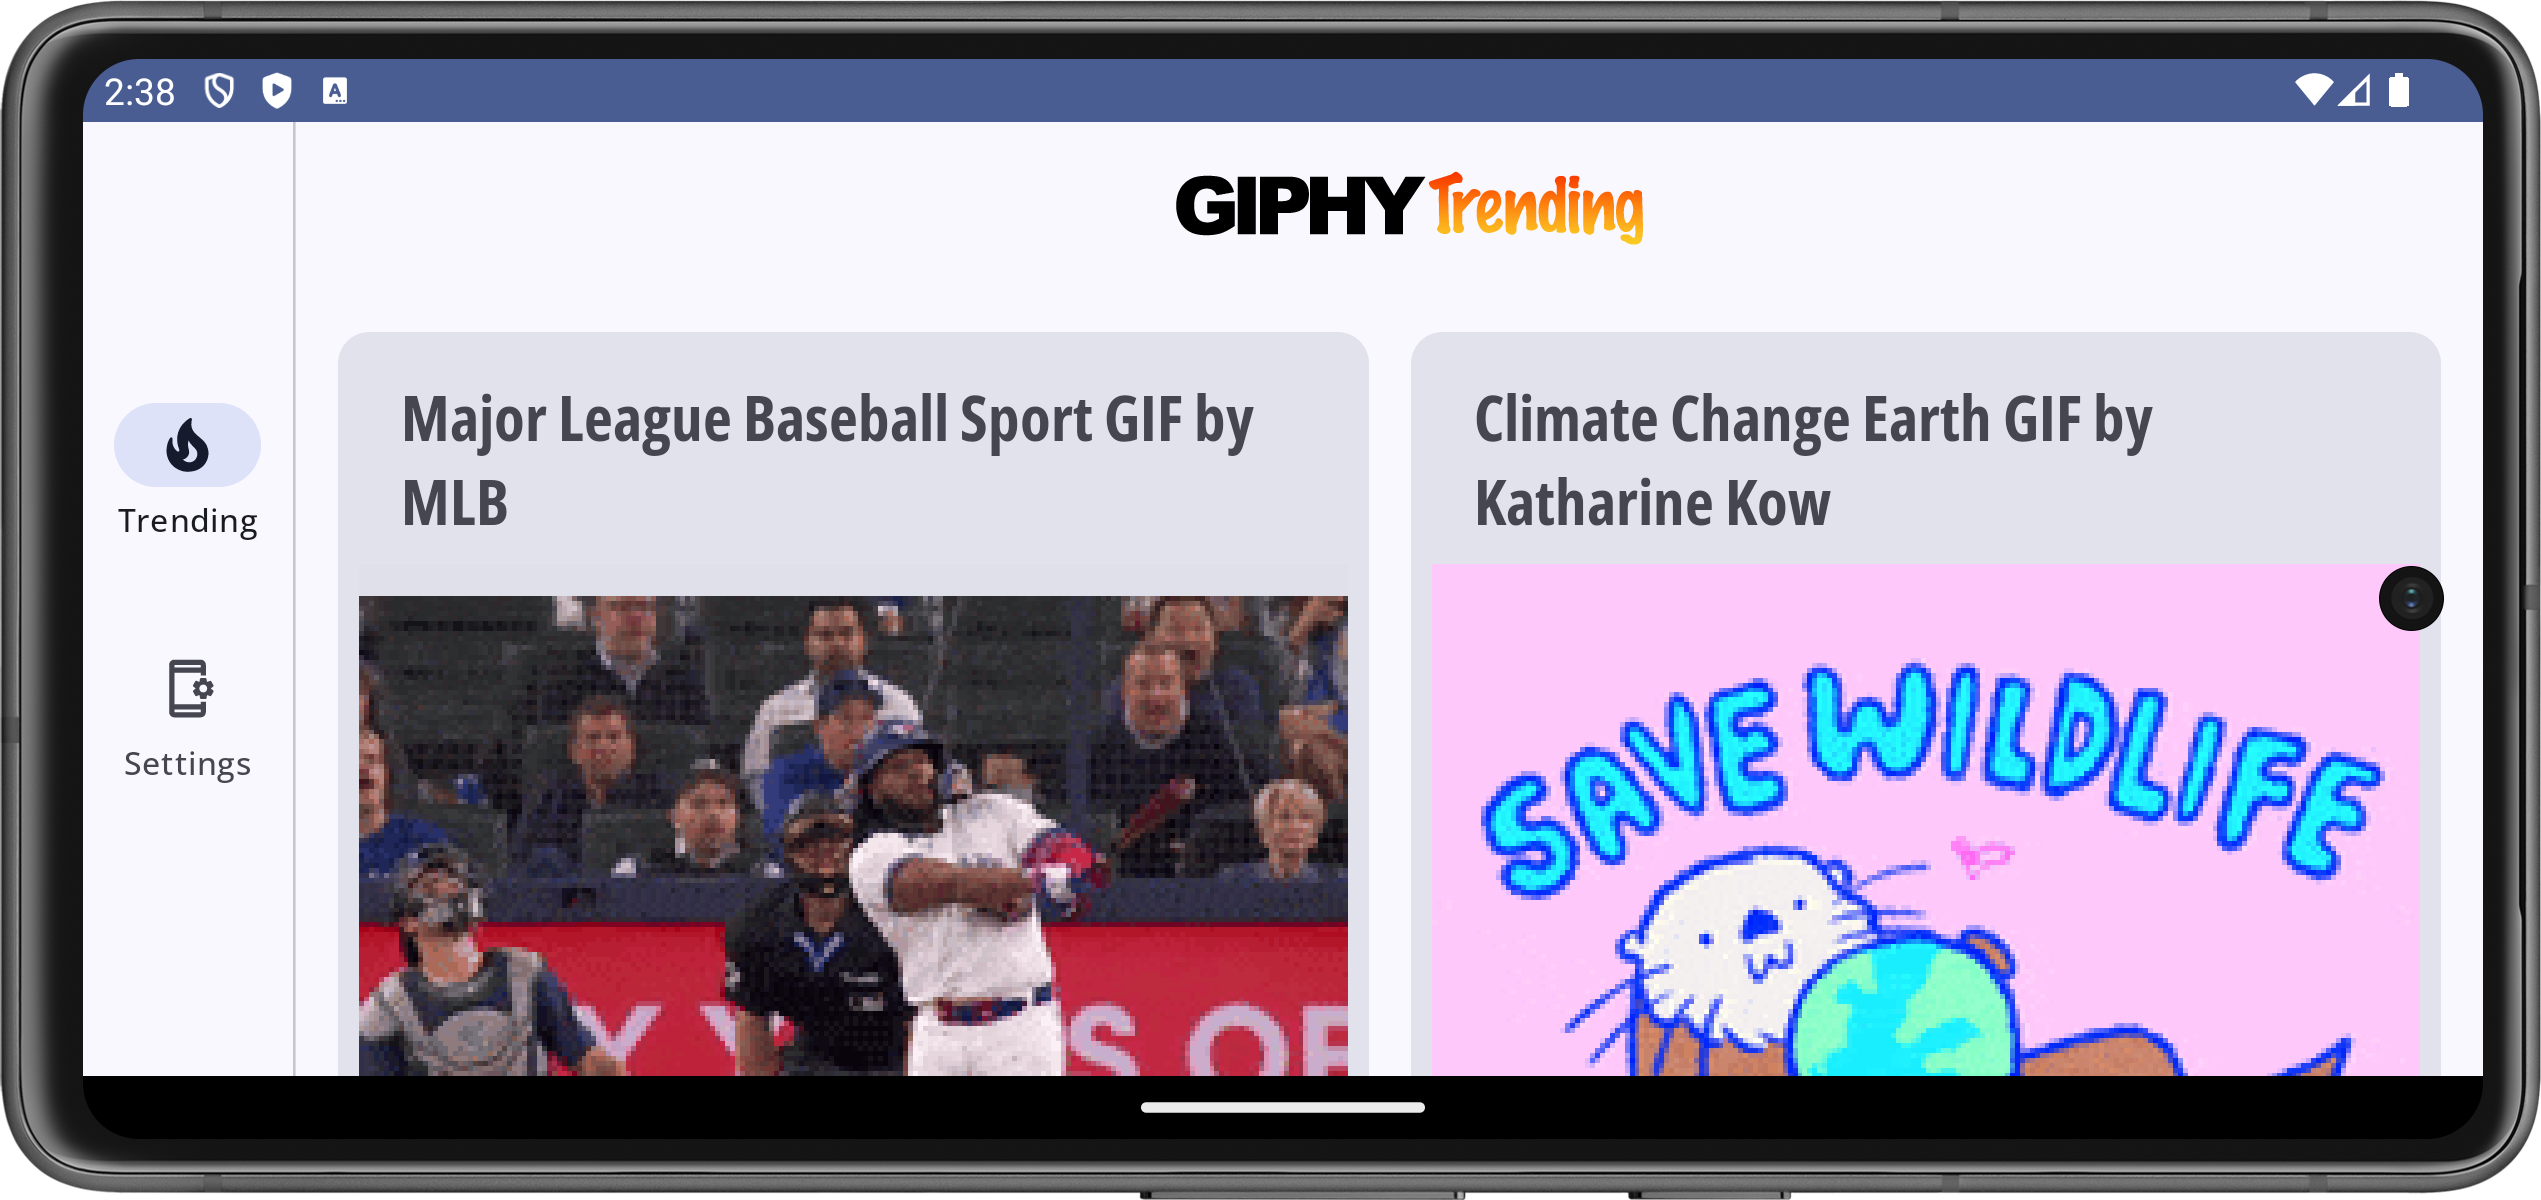 2:38
GIPHY Trending
Trending
Settings
Major League Baseball Sport GIF by
MLB
Climate Change Earth GIF by
Katharine Kow
SAVE WILDLIFE
S OF